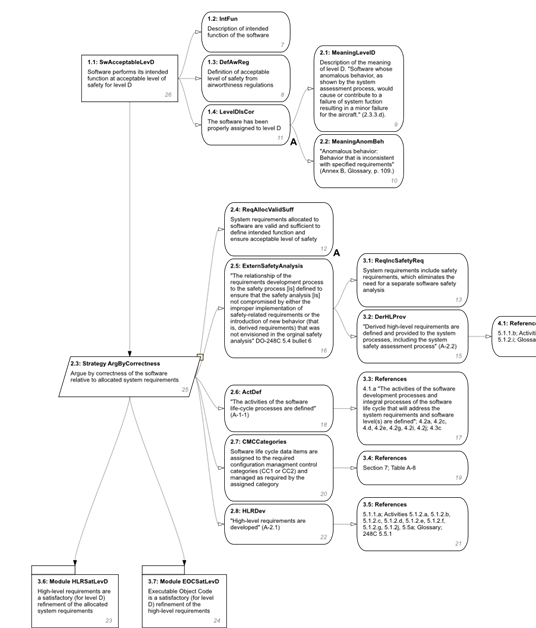 1.2: IntFun
Description of intended
function of the software
7
1.1: SwAcceptableLevD
Software performs its intended
function at acceptable level of
safety for level D
26
1.3: DefAwReg
Definition of acceptable
level of safety from
airworthiness regulations
8
1.4: LevelDIsCor
The software has been
properly assigned to level D
11
A
2.1: MeaningLevelD
Description of the meaning
of level D. "Software whose
anomalous behavior, as
shown by the system
assessment process, would
cause or contribute to a
failure of system fuction
resulting in a minor failure
for the aircraft." (2.3.3.d).
9
2.2: MeaningAnomBeh
"Anomalous behavior:
Behavior that is inconsistent
with specified requirements"
(Annex B, Glossary, p. 109.)
10
2.4: ReqAllocValidSuff
System requirements allocated to
software are valid and sufficient to
define intended function and
ensure acceptable level of safety
12
A
2.5: ExternSafetyAnalysis
"The relationship of the
requirements development process
to the safety process [is] defined to
ensure that the safety analysis [is]
not compromised by either the
improper implementation of
safety-related requirements or the
introduction of new behavior (that
is, derived requirements) that was
not envisioned in the orginal safety
analysis" DO-248C 5.4 bullet 6
16
3.1: ReqIncSafetyReq
System requirements include safety
requirements, which eliminates the
need for a separate software safety
analysis
13
3.2: DerHLProv
"Derived high-level requirements are
defined and provided to the system
processes, including the system
safety assessment process" (A-2.2)
15
4.1: Reference
5.1.1.b; Activiti
5.1.2.i; Glossa
2.3: Strategy ArgByCorrectness
Argue by correctness of the software
relative to allocated system requirements
25
2.6: ActDef
"The activities of the software
life-cycle processes are defined"
(A-1-1)
18
3.3: References
4.1.a "The activities of the software
development processes and
integral processes of the software
life cycle that will address the
system requirements and software
level(s) are defined"; 4.2a, 4.2c,
4.d, 4.2e, 4.2g, 4.2i, 4.2j; 4.3c
17
2.7: CMCCategories
Software life cycle data items are
assigned to the required
configuration managment control
categories (CC1 or CC2) and
managed as required by the
assigned category
20
3.4: References
Section 7; Table A-8
19
2.8: HLRDev
"High-level requirements are
developed" (A-2.1)
22
3.5: References
5.1.1.a; Activities 5.1.2.a, 5.1.2.b,
5.1.2.c, 5.1.2.d, 5.1.2.e, 5.1.2.f,
5.1.2.g, 5.1.2j, 5.5a; Glossary;
248C 5.5.1
21
3.6: Module HLRSatLevD
High-level requirements are
a satisfactory (for level D)
refinement of the allocated
system requirements
23
3.7: Module EOCSatLevD
Executable Object Code
is a satisfactory (for level
D) refinement of the
high-level requirements
24